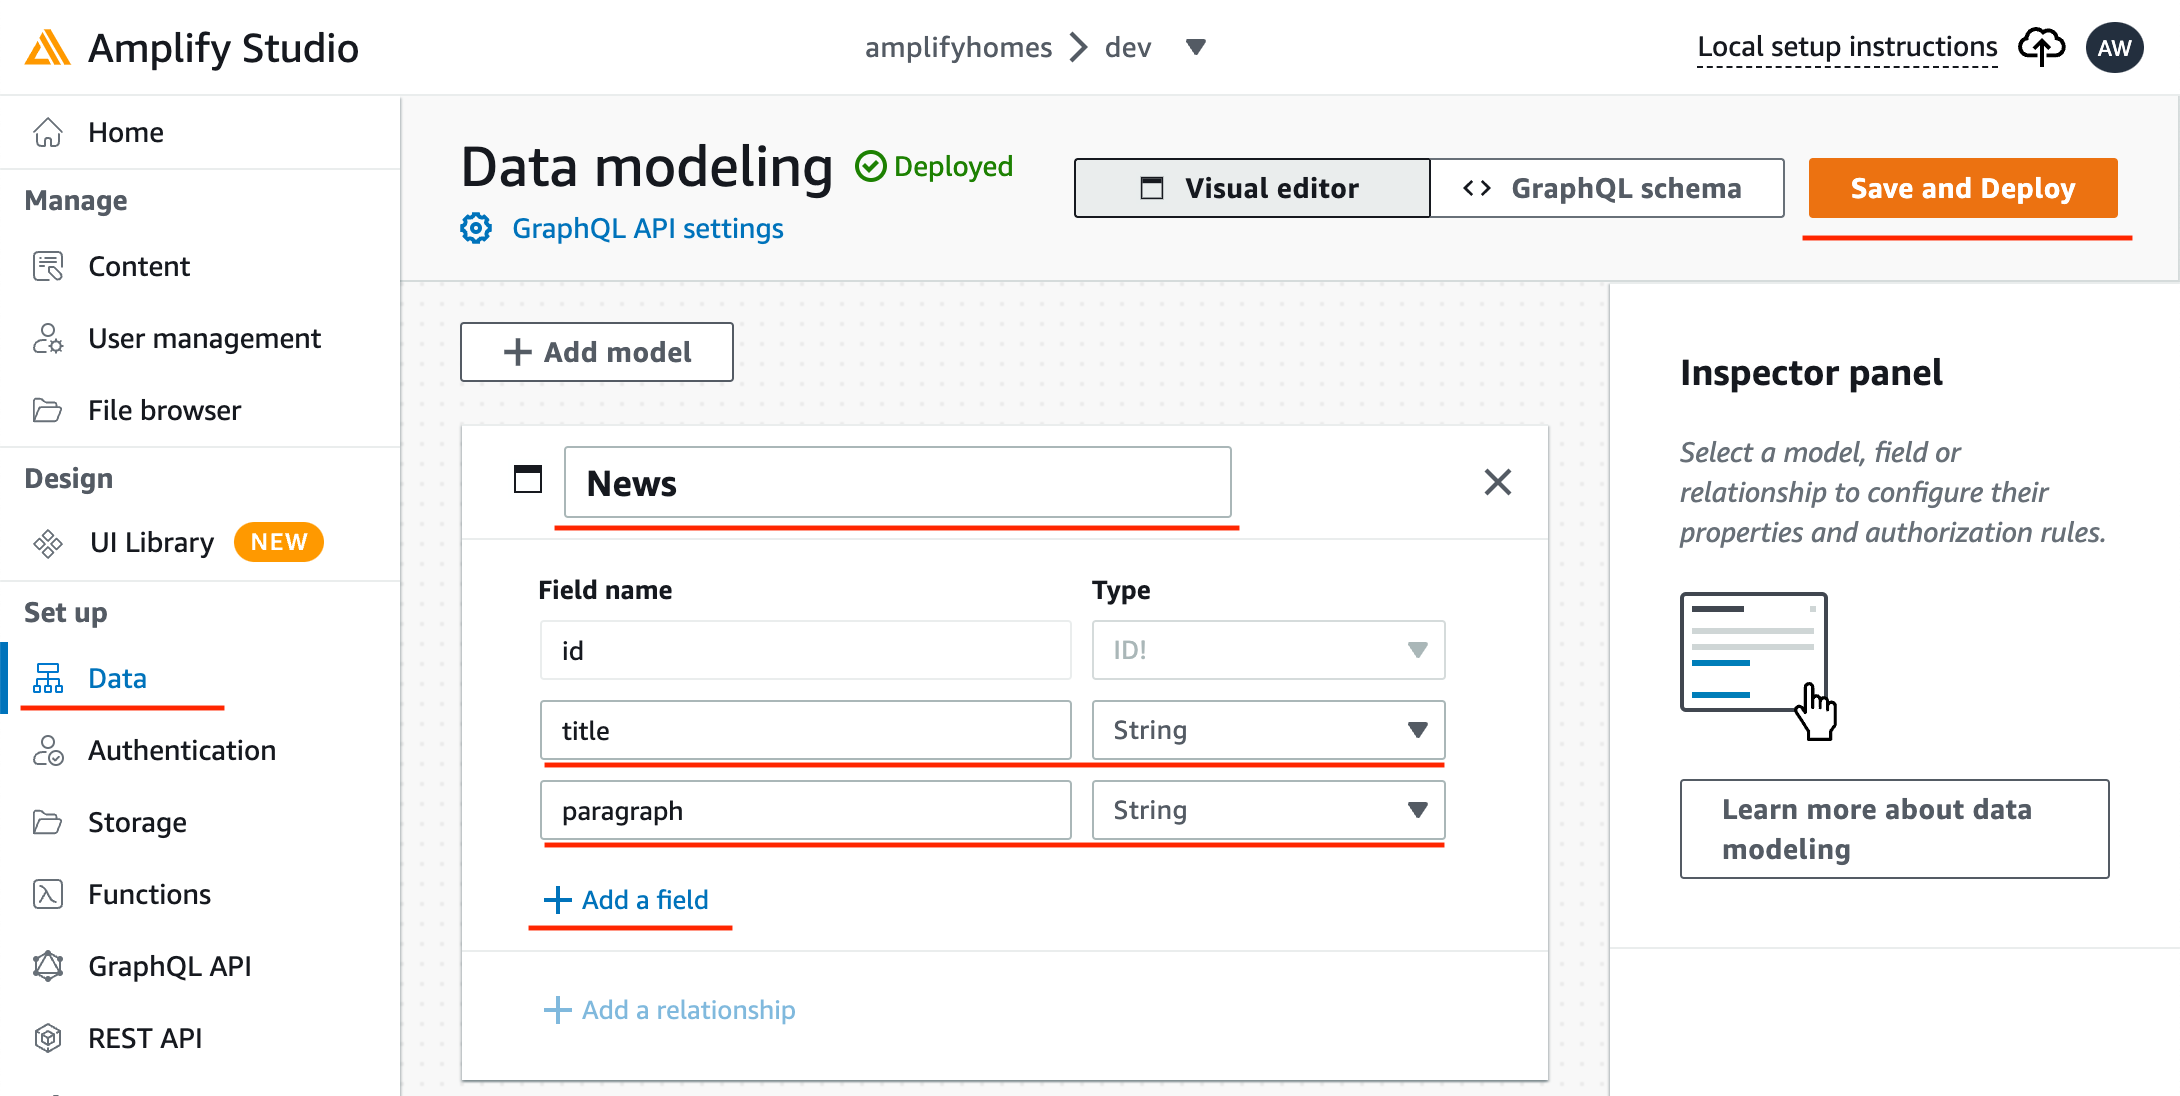 Amplify Studio
amplifyhomes
dev
Local setup instructions
AW
Home
Manage
Content
User management
File browser
Design
UI Library
NEW
Set up
Data
Authentication
Storage
Functions
GraphQL API
REST API
Data modeling
Deployed
GraphQL API settings
Visual editor
GraphQL schema
Save and Deploy
Add model
News
Field name
Type
id
ID!
title
String
paragraph
String
Add a field
Add a relationship
Inspector panel
Select a model, field or
relationship to configure their
properties and authorization rules.
Learn more about data
modeling